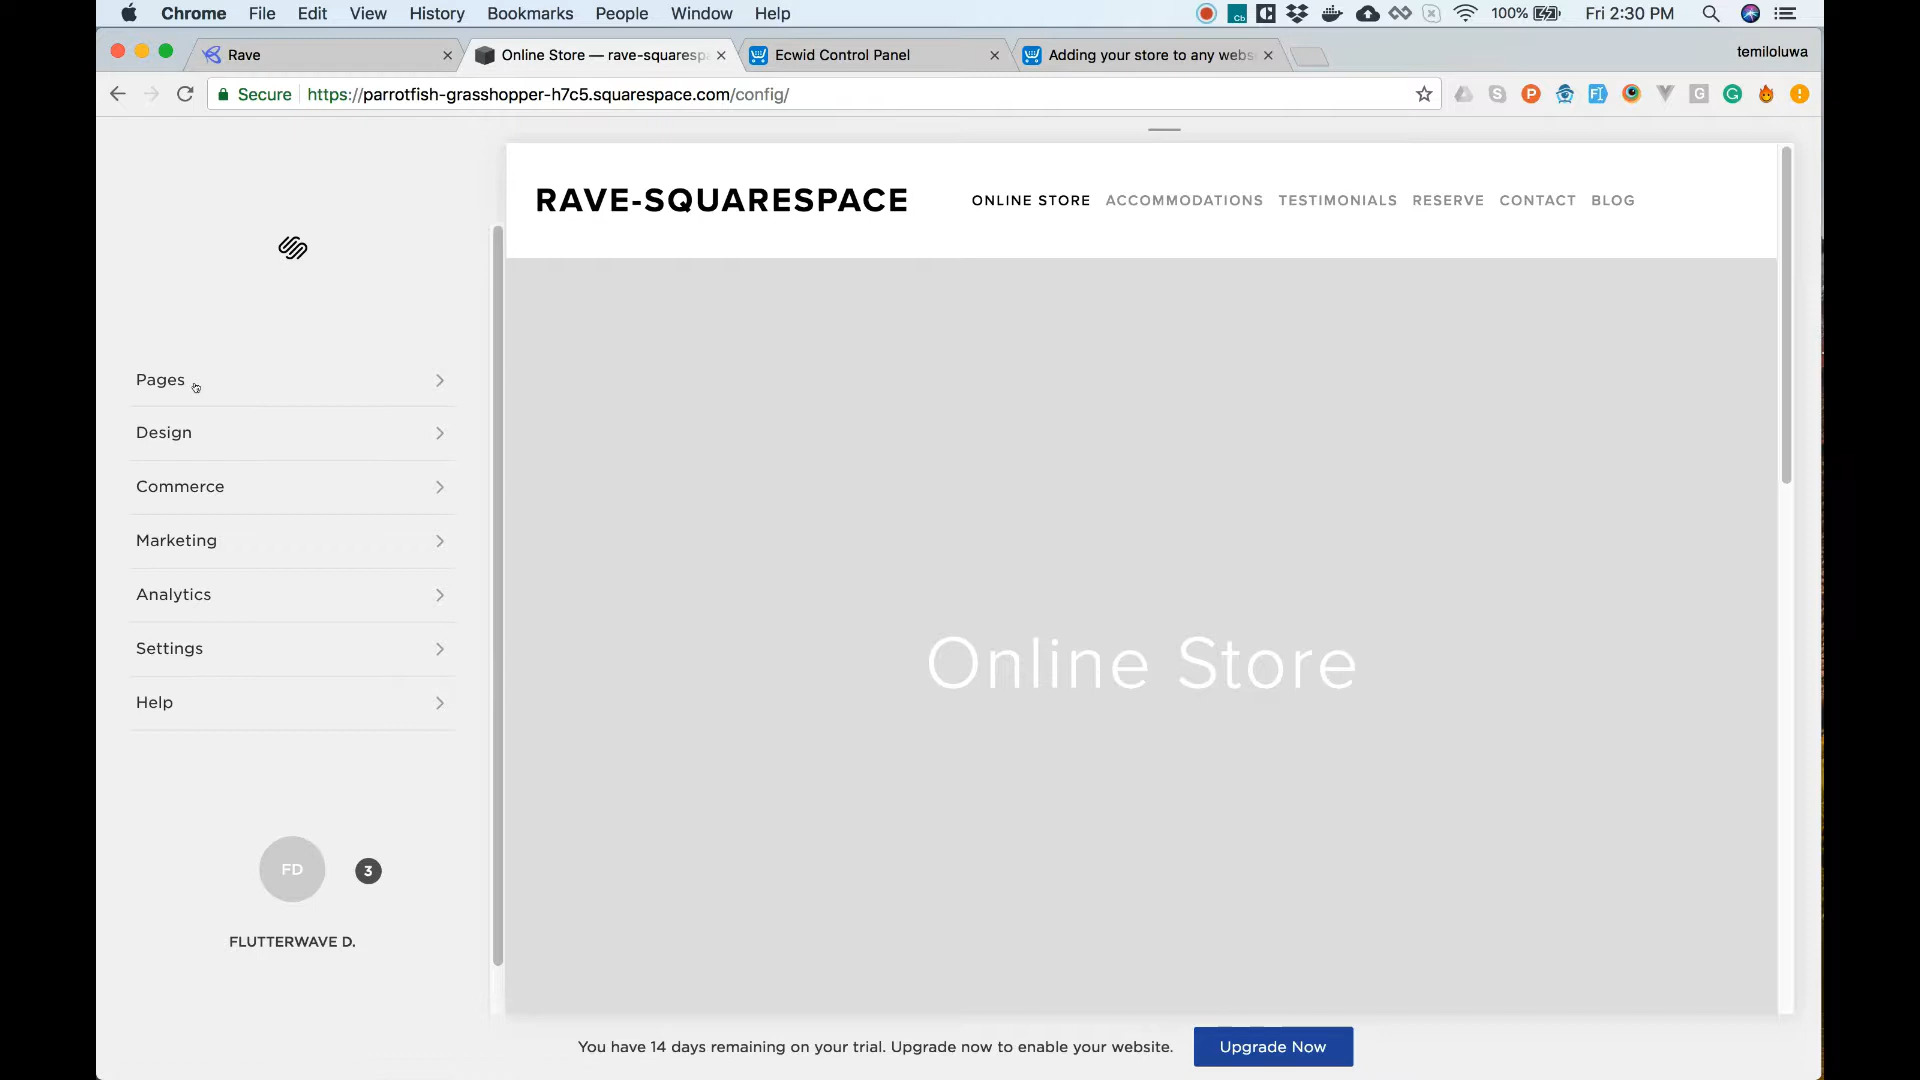 Chrome File Edit View History Bookmarks People Window Help
Cb
100%
Fri 2:30 PM
Rave
Online Store — rave-squarespa
Ecwid Control Panel
Adding your store to any webs
temiloluwa
Secure
https://parrotfish-grasshopper-h7c5.squarespace.com/config/
RAVE-SQUARESPACE
ONLINE STORE ACCOMMODATIONS TESTIMONIALS RESERVE CONTACT BLOG
Pages
Design
Commerce
Marketing
Analytics
Settings
Help
Online Store
FD
3
FLUTTERWAVE D.
You have 14 days remaining on your trial. Upgrade now to enable your website.
Upgrade Now